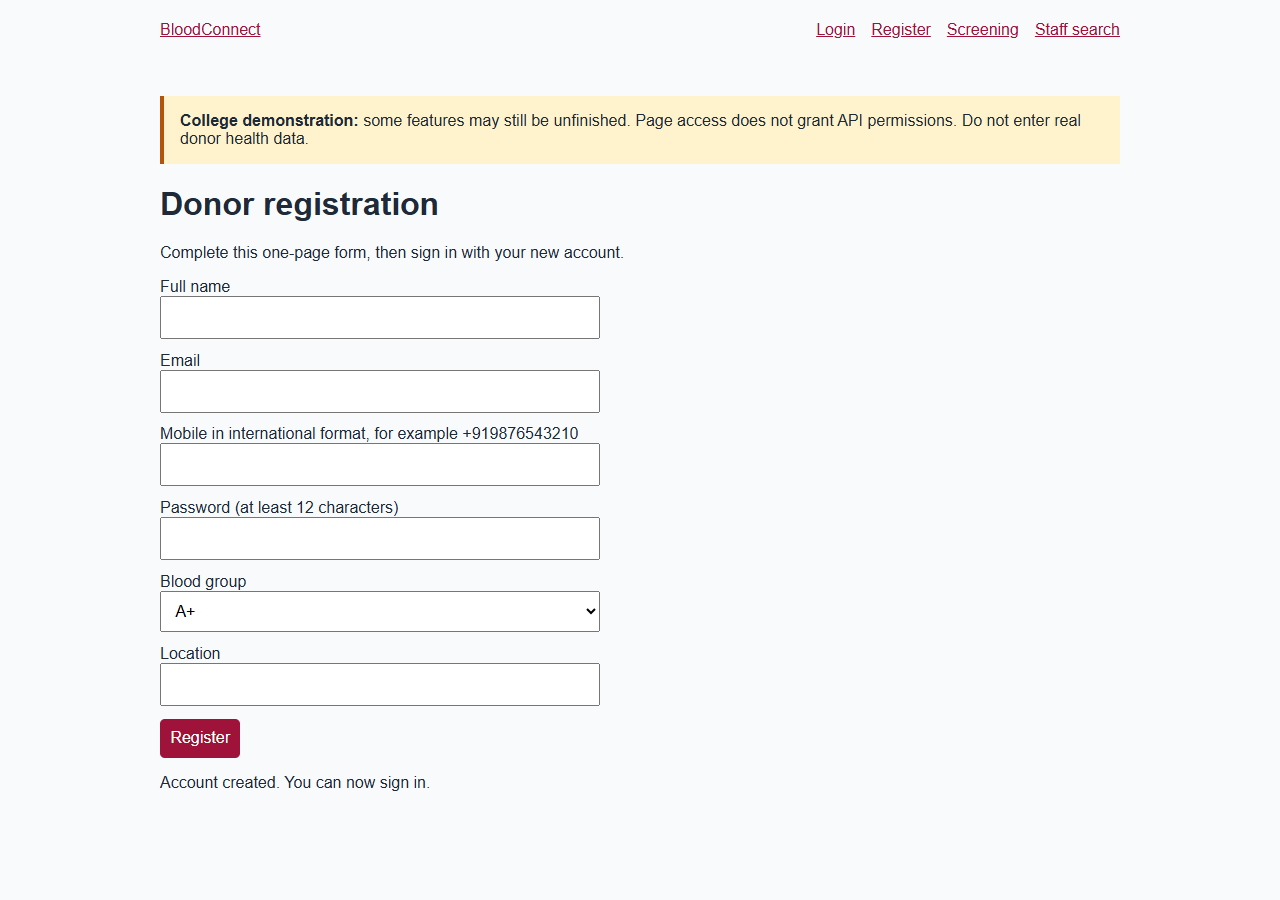 BloodConnect
Login Register Screening Staff search
College demonstration: some features may still be unfinished. Page access does not grant API permissions. Do not enter real
donor health data.
Donor registration
Complete this one-page form, then sign in with your new account.
Full name
Email
Mobile in international format, for example +919876543210
Password (at least 12 characters)
Blood group
A+
Location
Register
Account created. You can now sign in.